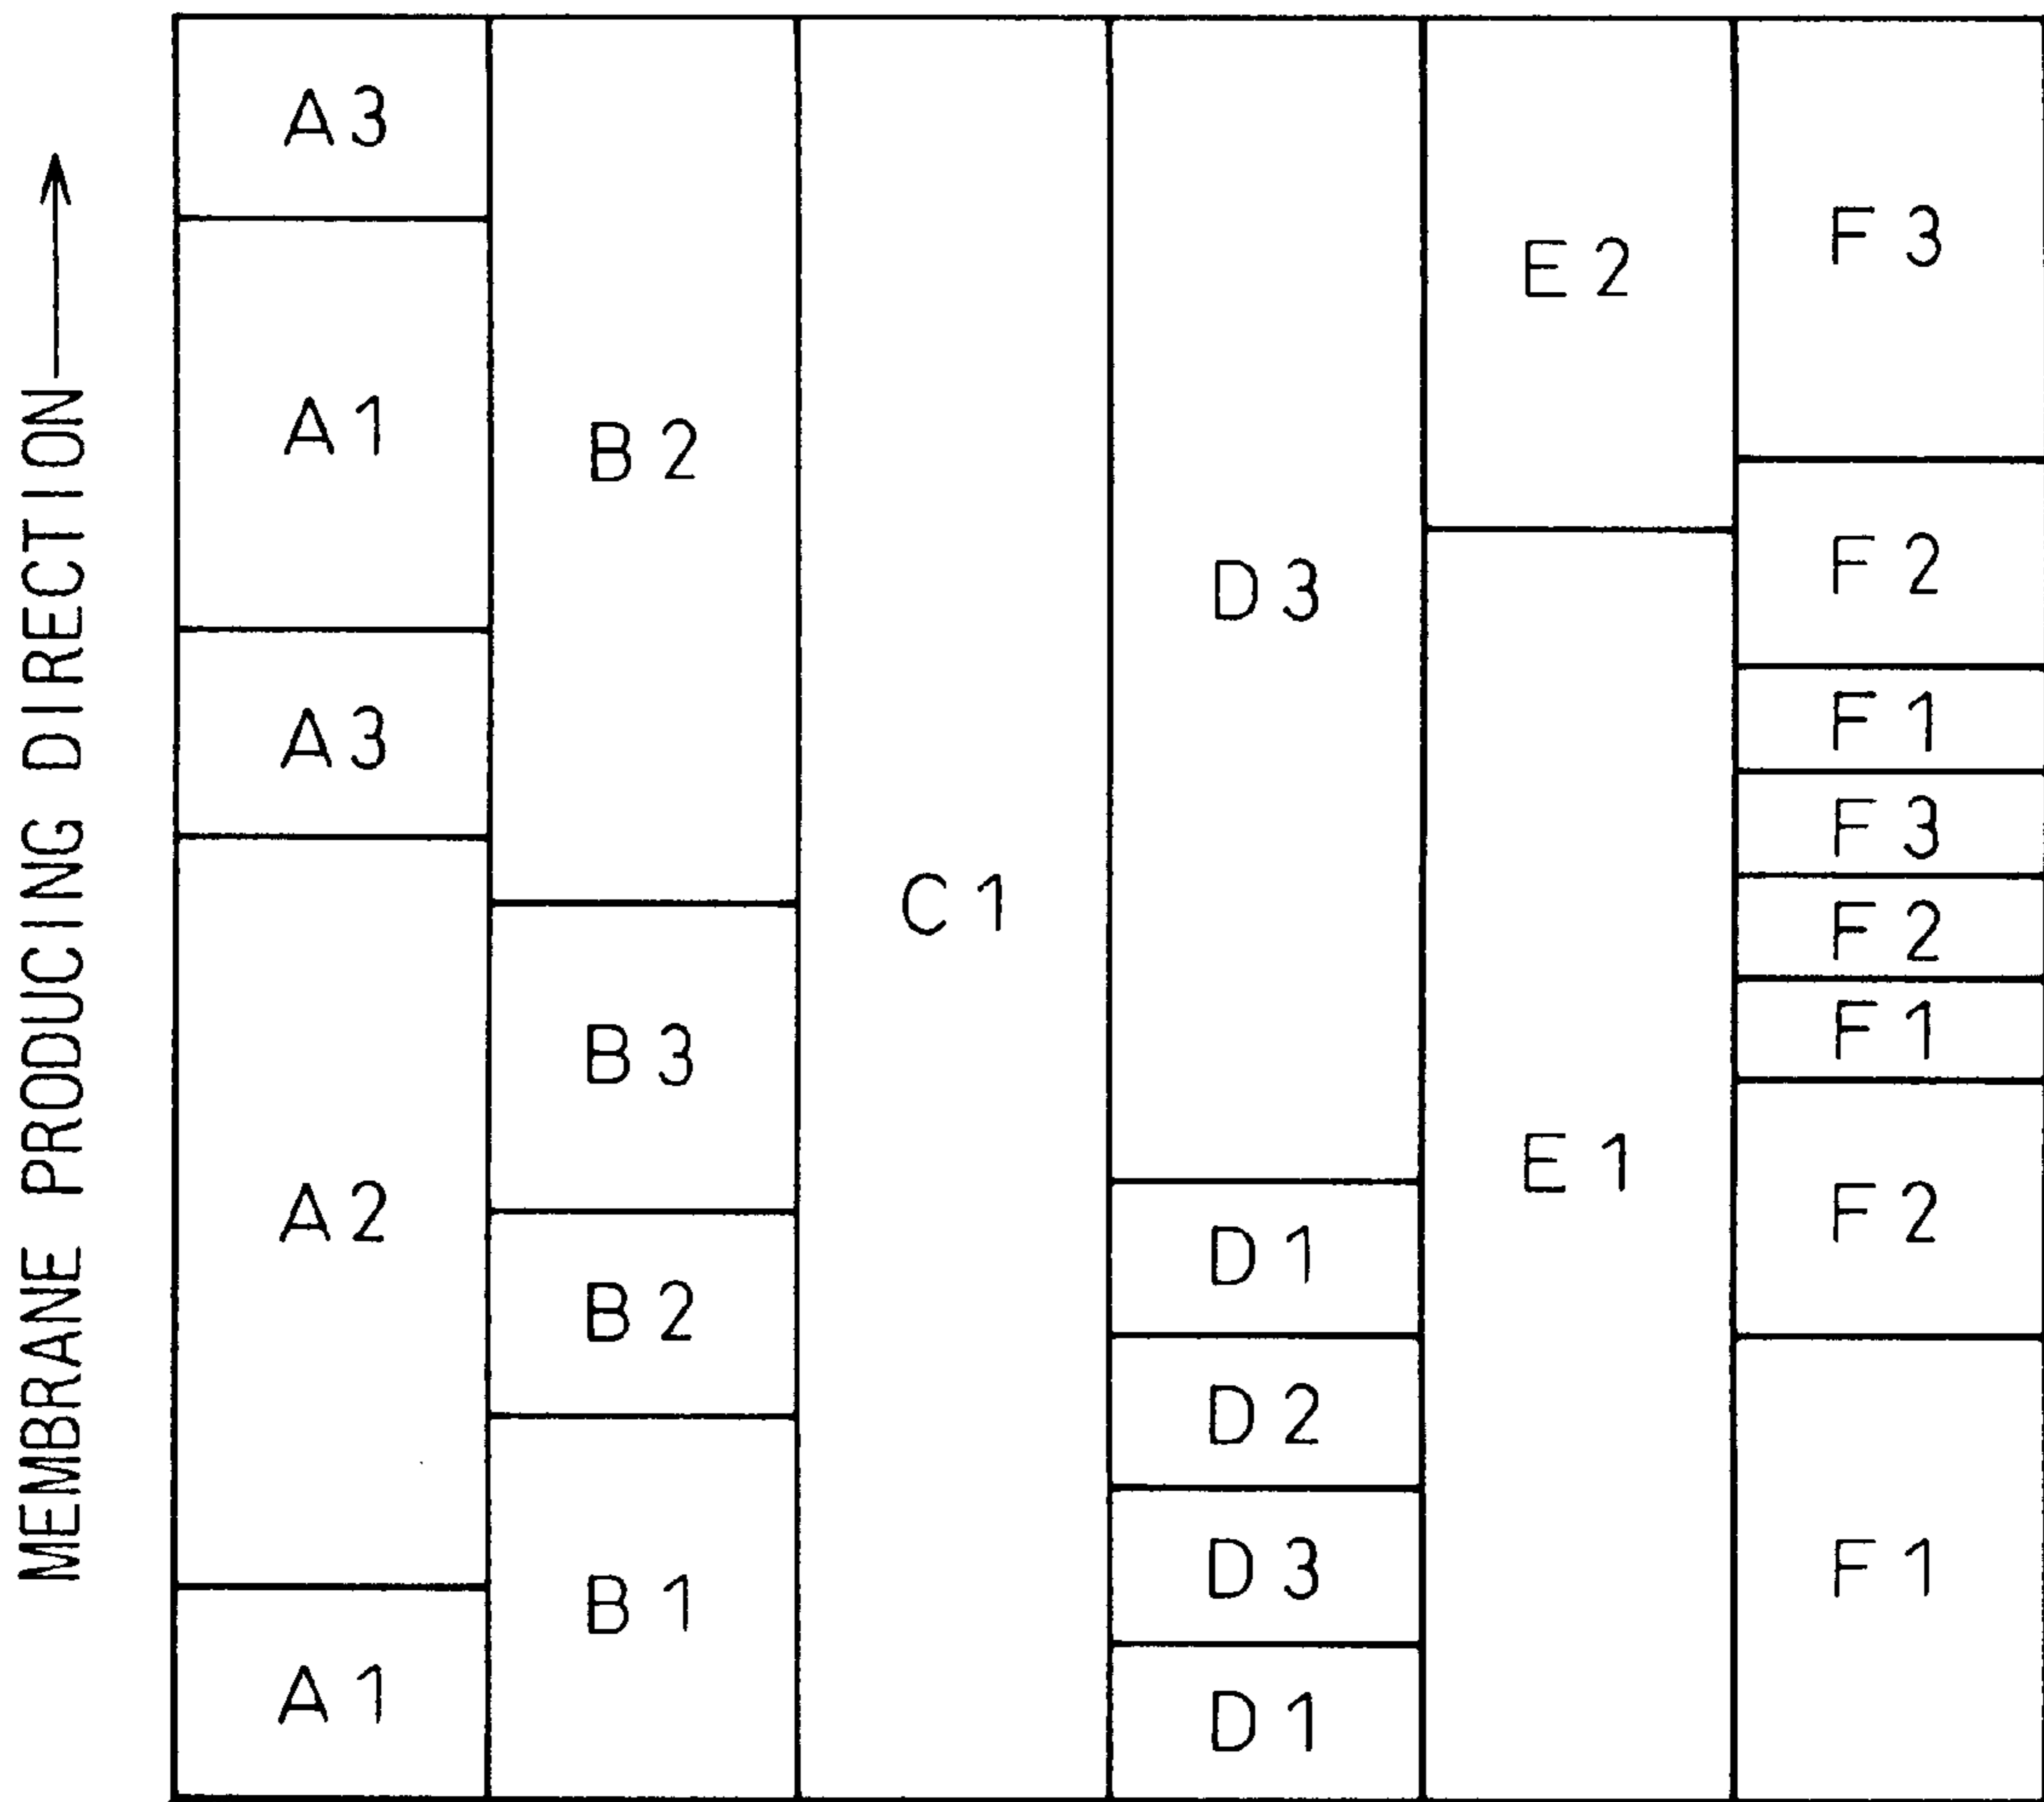 MEMBRANE PRODUCING DIRECTION
A3
A1
A3
A2
A1
B2
B3
B2
B1
C1
D3
D1
D2
D3
D1
E2
E1
F3
F2
F1
F3
F2
F1
F2
F1